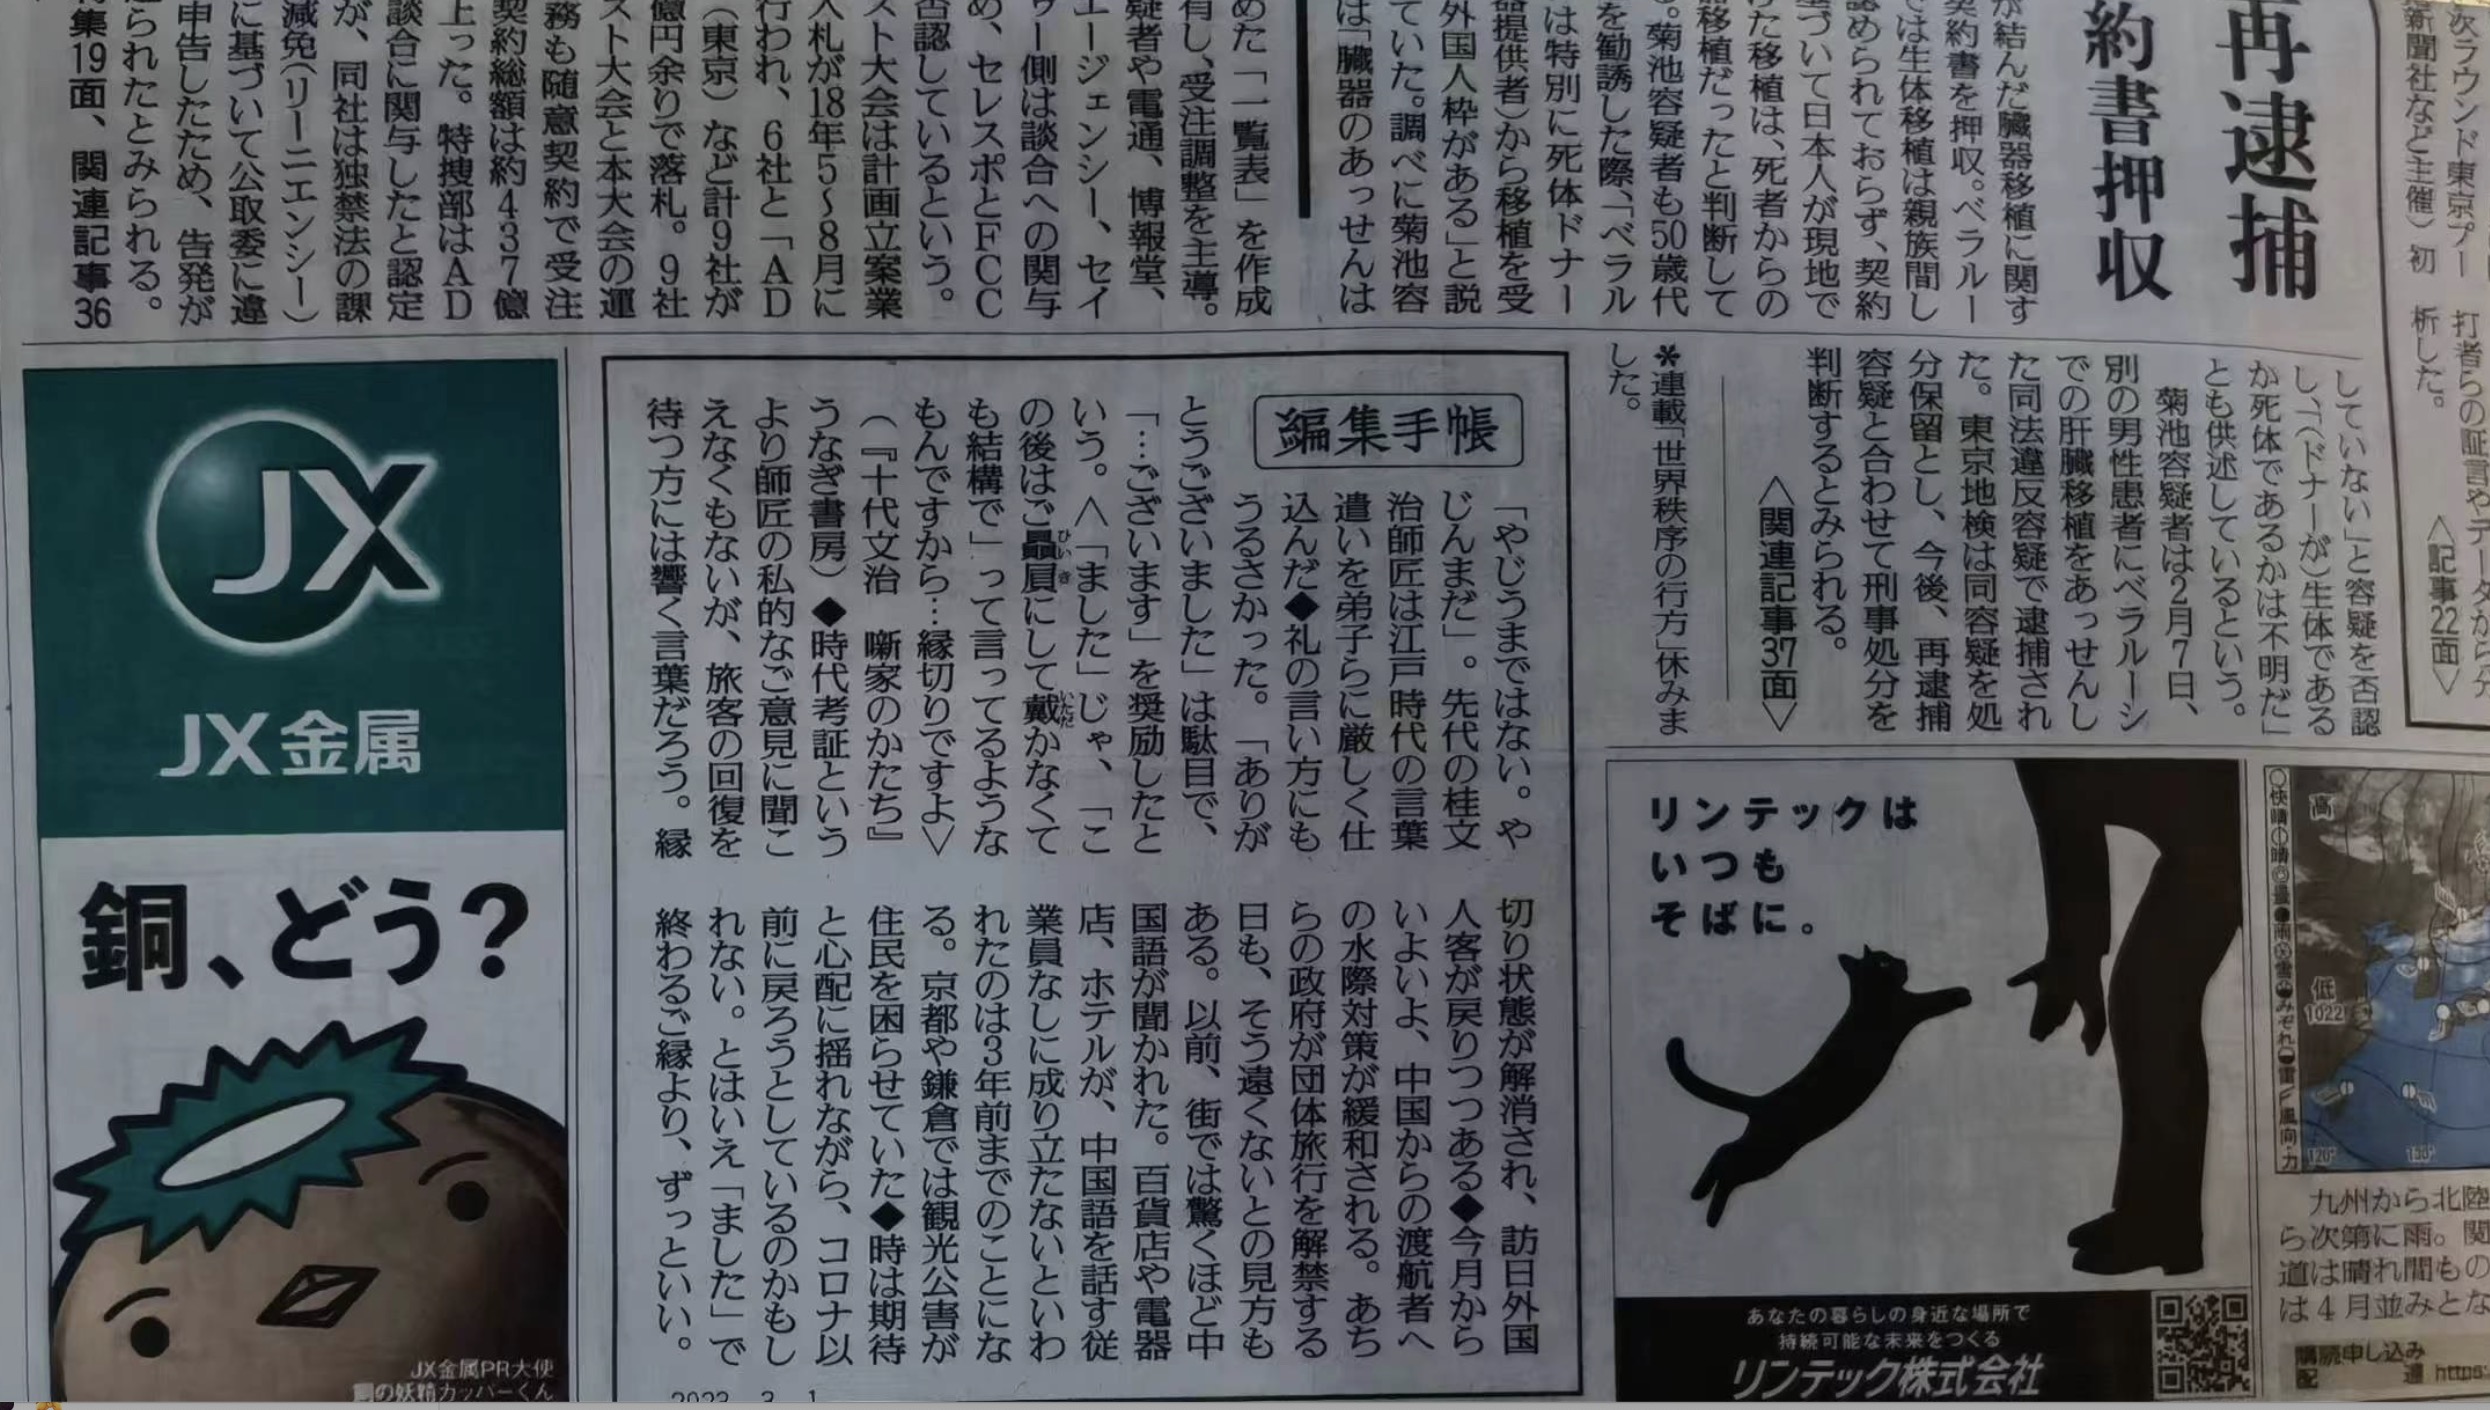 再逮捕
約書押収
次ラウンド東京プー
新聞社など主催)初
打者らの証言や
析した。
〈記事22面〉
が結んだ臓器移植に関す
契約書を押収。ベラルー
では生体移植は親族間し
認められておらず、契約
基づいて日本人が現地で
けた移植は、死者からの
器移植だったと判断して
。菊池容疑者も50歳代
を勧誘した際、「ベラル
は特別に死体ドナー
器提供者)から移植を受
外国人枠がある」と説
ていた。調べに菊池容
は「臓器のあっせんは
していない」と容疑を否認
し、「(ドナーが)生体である
か死体であるかは不明だ」
とも供述しているという。
菊池容疑者は2月7日、
別の男性患者にベラルーシ
での肝臓移植をあっせんし
た同法違反容疑で逮捕され
た。東京地検は同容疑を処
分保留とし、今後、再逮捕
容疑と合わせて刑事処分を
判断するとみられる。
〈関連記事37面〉
*連載「世界秩序の行方」休みま
した。
めた「一覧表」を作成
有し、受注調整を主導。
疑者や電通、博報堂、
エージェンシー、セイ
ゥー側は談合への関与
め、セレスポとFCC
否認しているという。
スト大会は計画立案業
入札が18年5〜8月に
行われ、6社と「AD
(東京)など計9社が
億円余りで落札。9社
スト大会と本大会の運
務も随意契約で受注
契約総額は約437億
上った。特捜部はAD
談合に関与したと認定
が、同社は独禁法の課
減免(リーニエンシー)
に基づいて公取委に違
申告したため、告発が
送られたとみられる。
特集19面、関連記事36
編集手帳
「やじうまではない。や
じんまだ」。先代の桂文
治師匠は江戸時代の言葉
遣いを弟子らに厳しく仕
込んだ◆礼の言い方にも
うるさかった。「ありが
とうございました」は駄目で、
「…ございます」を奨励したと
いう。〈「ました」じゃ、「こ
の後はご贔屓にして戴かなくて
ひいき
いただ
も結構で」って言ってるような
もんですから…縁切りですよ〉
(『十代文治 噺家のかたち』
うなぎ書房)◆時代考証という
より師匠の私的なご意見に聞こ
えなくもないが、旅客の回復を
待つ方には響く言葉だろう。縁
切り状態が解消され、訪日外国
人客が戻りつつある◆今月から
いよいよ、中国からの渡航者へ
の水際対策が緩和される。あち
らの政府が団体旅行を解禁する
日も、そう遠くないとの見方も
ある。以前、街では驚くほど中
国語が聞かれた。百貨店や電器
店、ホテルが、中国語を話す従
業員なしに成り立たないといわ
れたのは3年前までのことにな
る。京都や鎌倉では観光公害が
住民を困らせていた◆時は期待
と心配に揺れながら、コロナ以
前に戻ろうとしているのかもし
れない。とはいえ「ました」で
終わるご縁より、ずっといい。
2023 3 1
JX
JX金属
銅、どう?
JX金属PR大使
銅の妖精カッパーくん
リンテックは
いつも
そばに。
あなたの暮らしの身近な場所で
持続可能な未来をつくる
リンテック株式会社
高
低
1022
120°
130°
○快晴
風向・力
九州から北陸
ら次第に雨。関
道は晴れ間もの
は4月並みとな
購読申し込み
https: